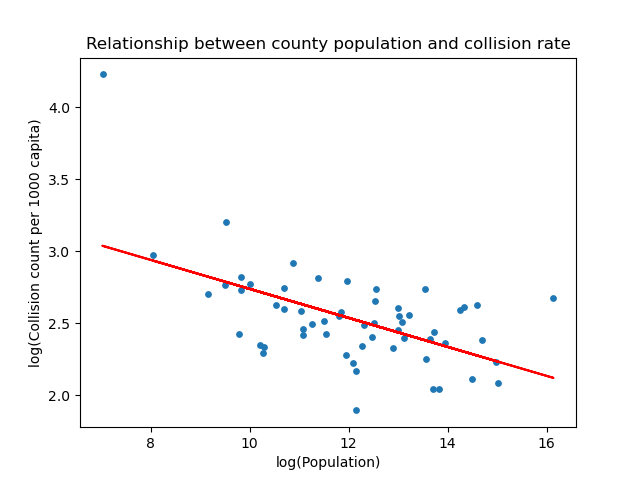 Relationship between county population and collision rate
log(Collision count per 1000 capita)
4.0
3.5
3.0
2.5
2.0
8 10 12 14 16
log(Population)